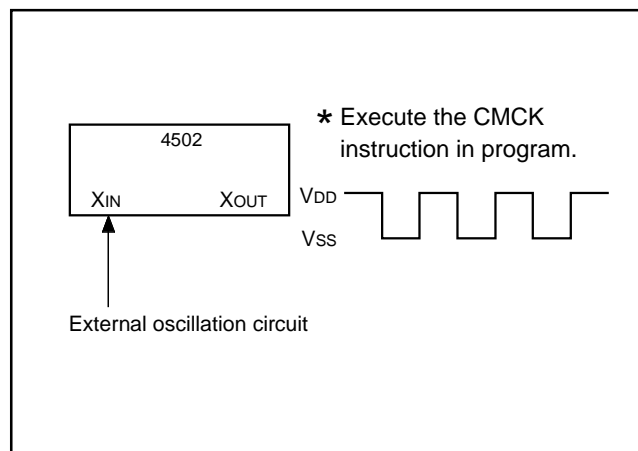 * Execute the CMCK
instruction in program.
4502
XIN XOUT
VDD
VSS
External oscillation circuit